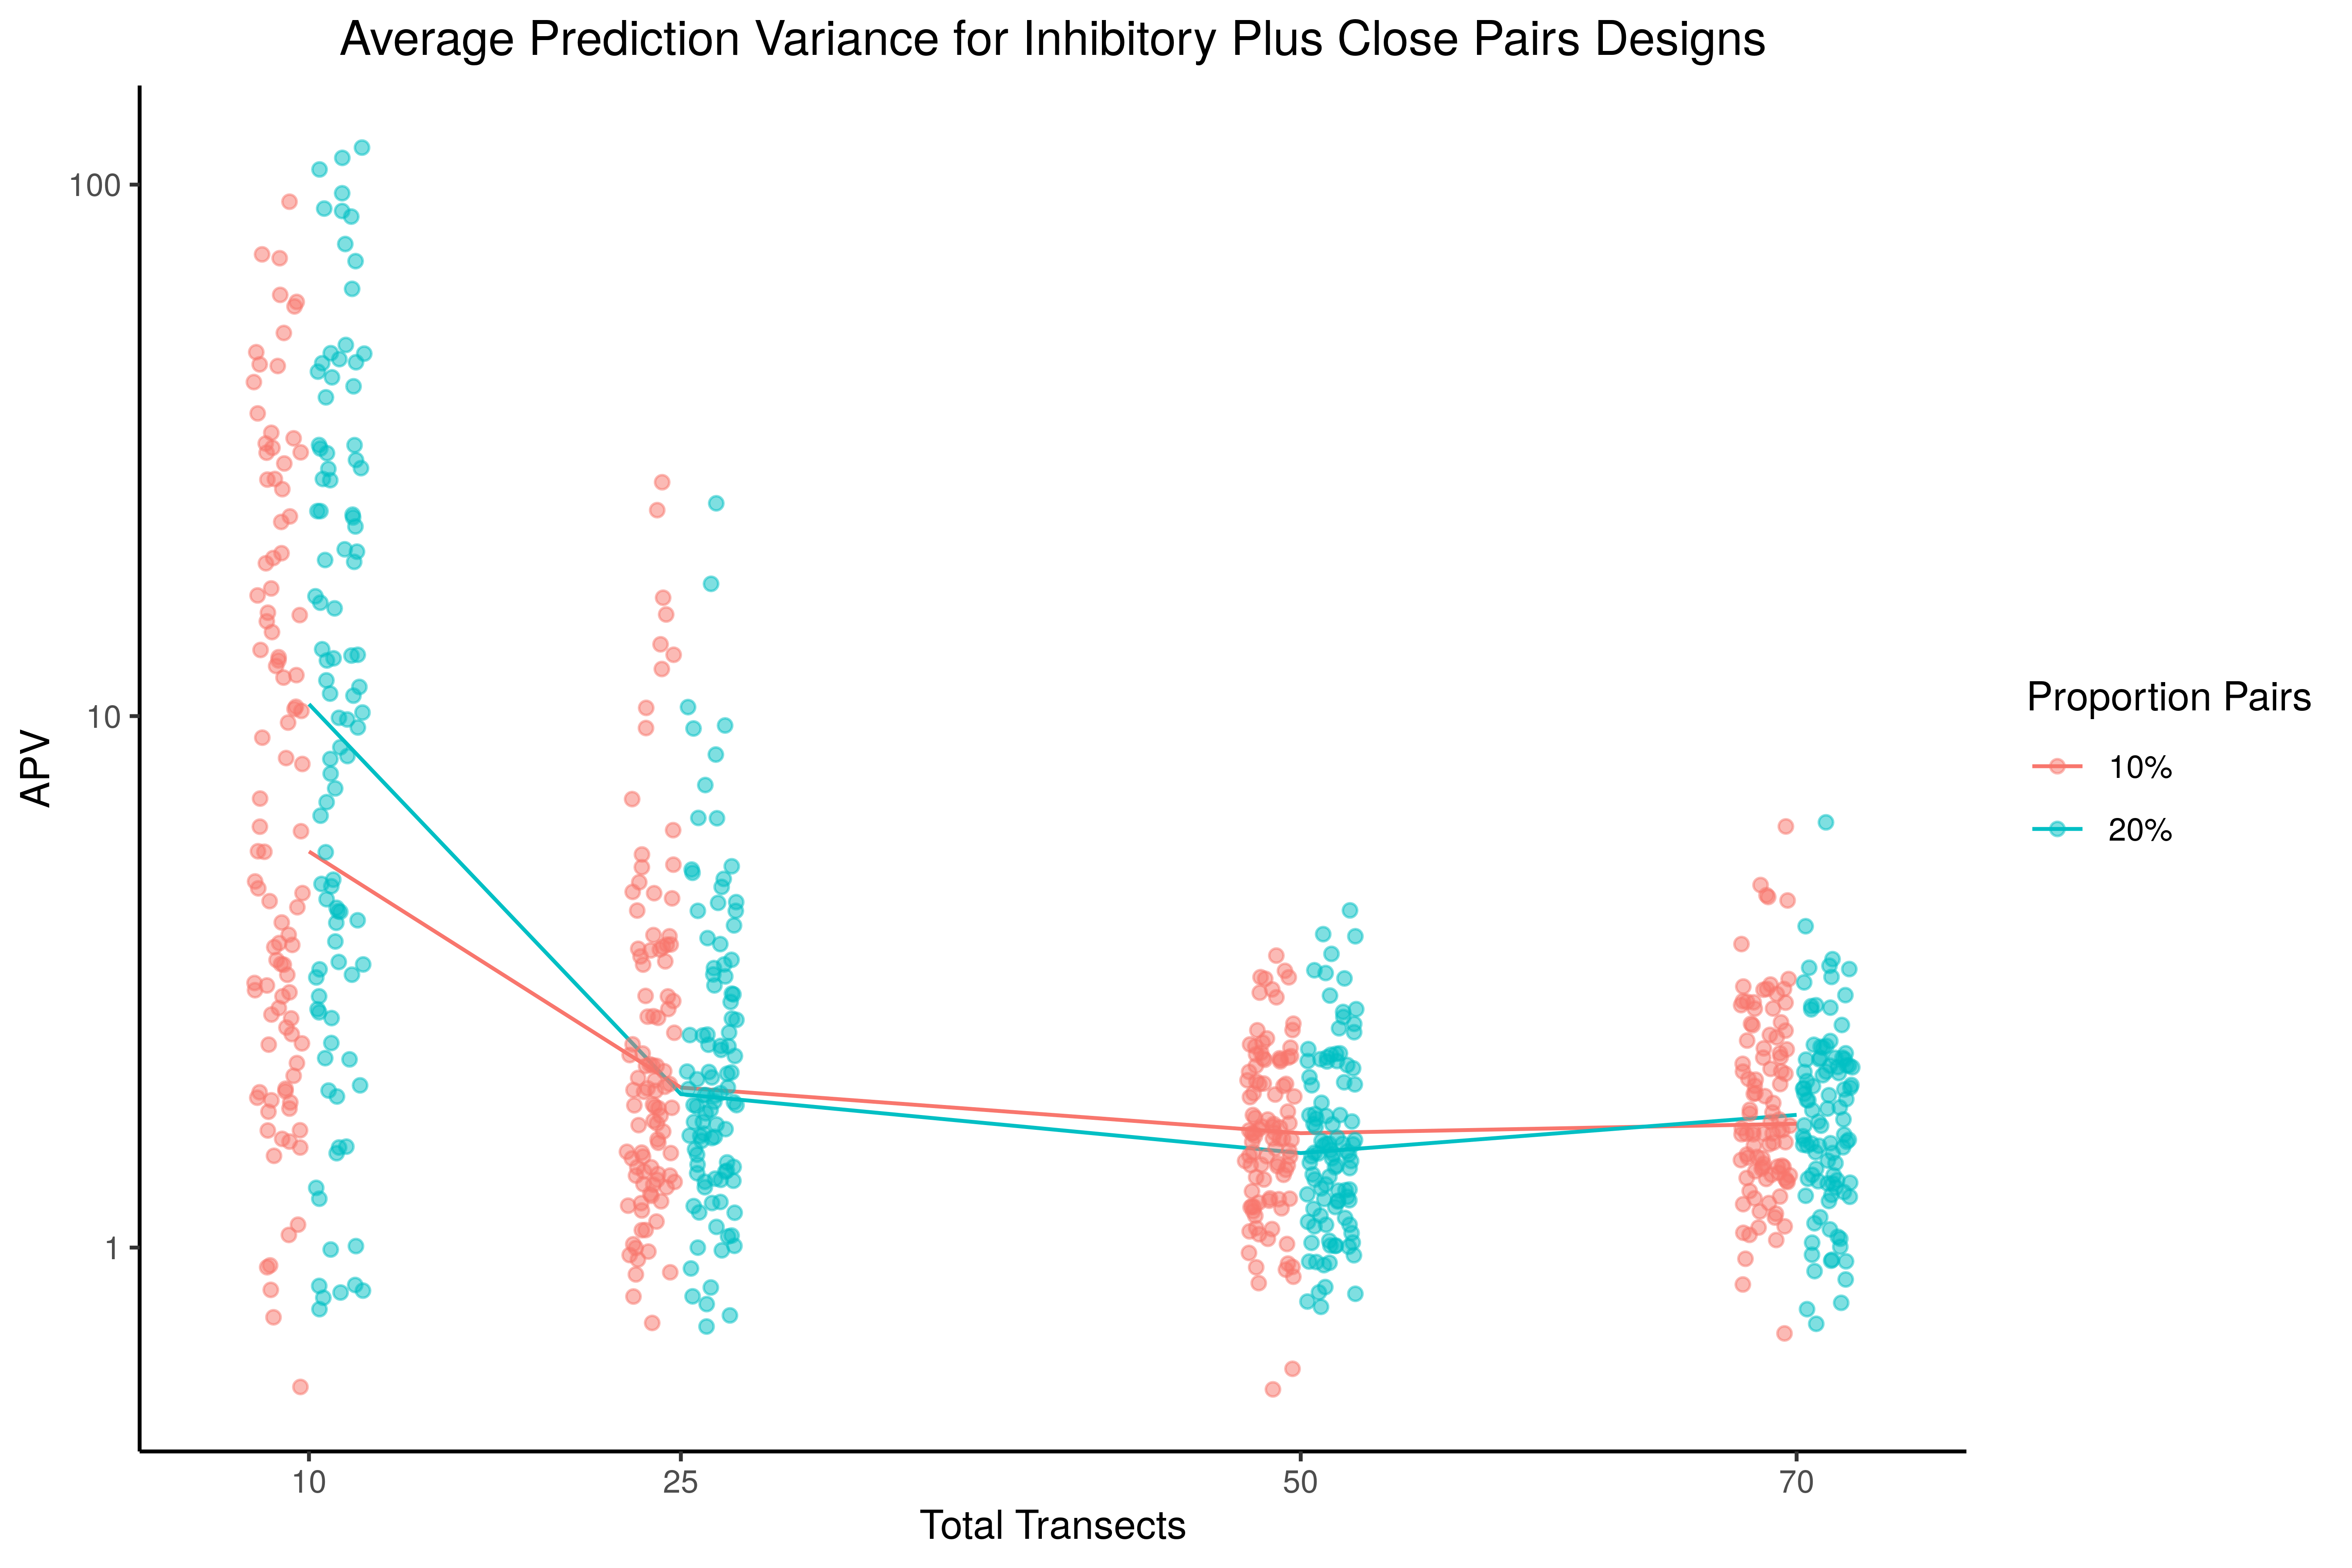 Average Prediction Variance for Inhibitory Plus Close Pairs Designs
100
10
1
APV
10 25 50 70
Total Transects
Proportion Pairs
10%
20%